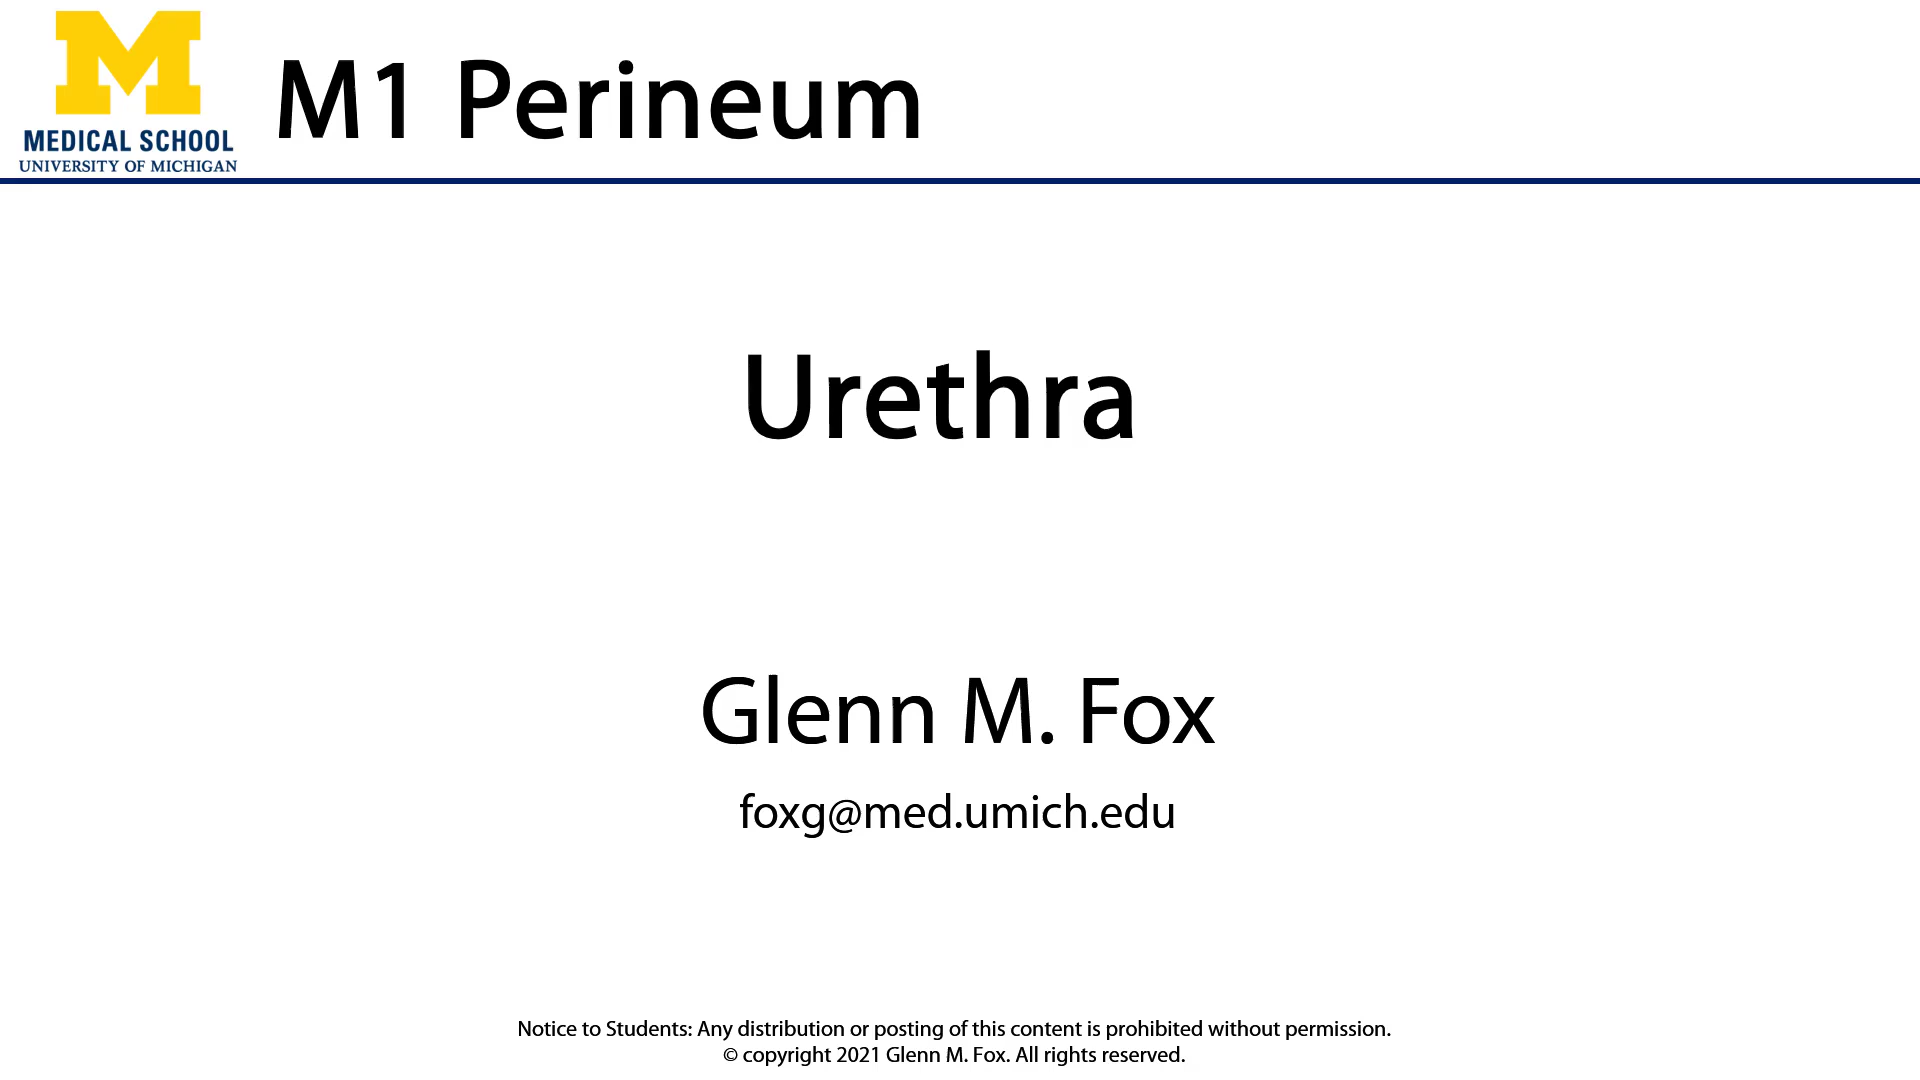 M
MEDICAL SCHOOL
UNIVERSITY OF MICHIGAN
M1 Perineum
Urethra
Glenn M. Fox
foxg@med.umich.edu
Notice to Students: Any distribution or posting of this content is prohibited without permission.
© copyright 2021 Glenn M. Fox. All rights reserved.